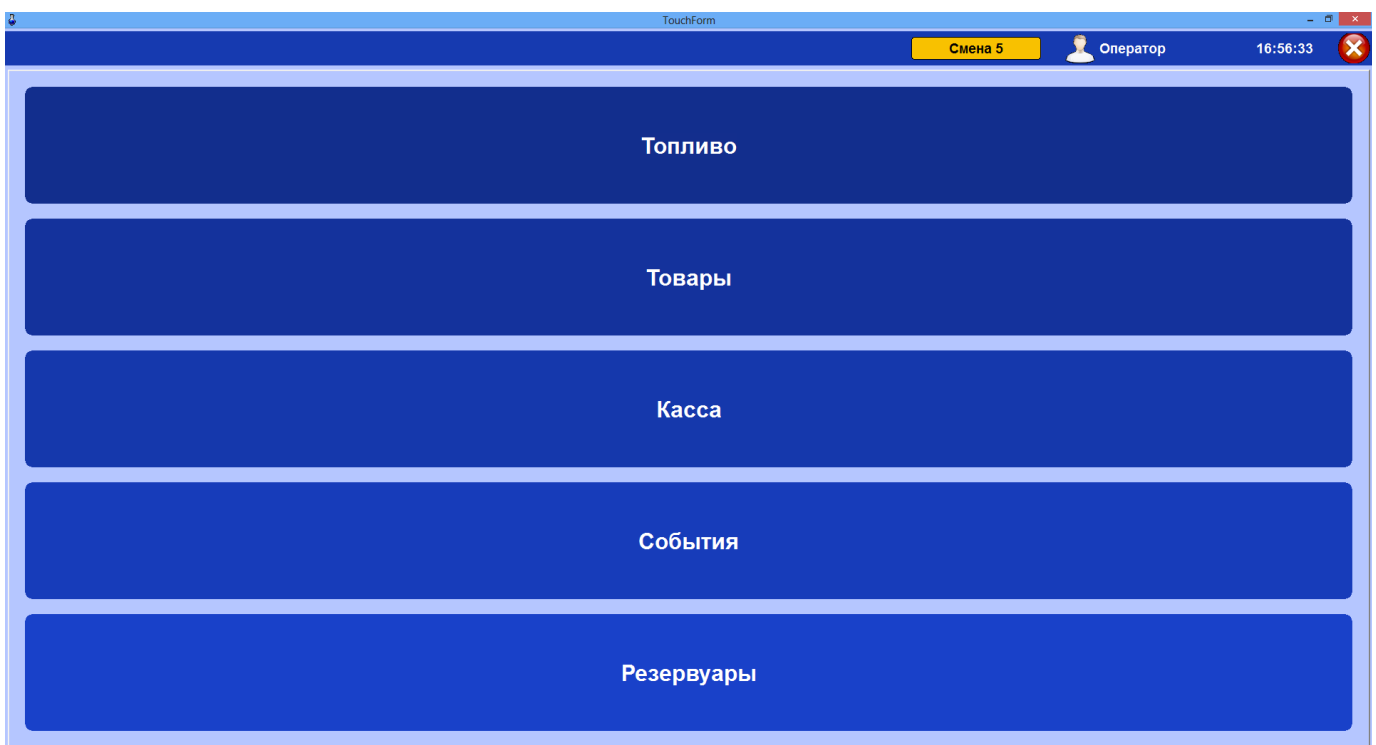 TouchForm
Смена 5 Оператор 16:56:33
Топливо
Товары
Касса
События
Резервуары